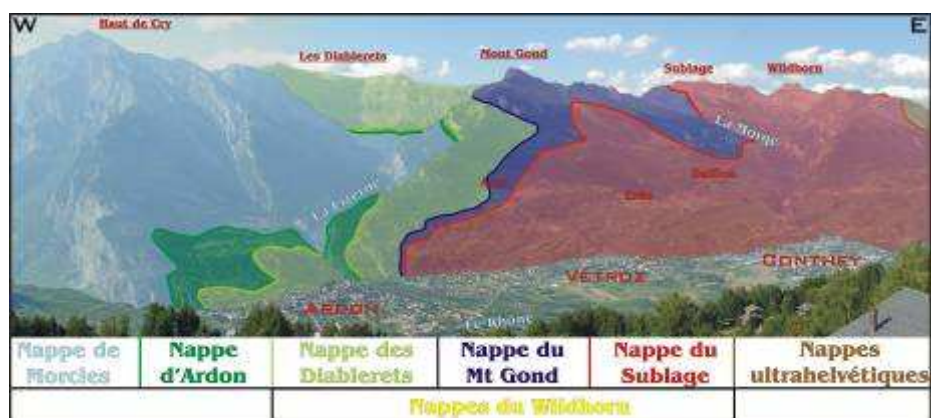 W
E
Haut de Cry
Les Diablerets
Mont Gond
Sublage
Wildhorn
La Morge
La Lizerne
ARDON
VÉTROZ
CONTHEY
Le Rhône
Nappe de
Morcles
Nappe
d'Ardon
Nappe des
Diablerets
Nappe du
Mt Gond
Nappe du
Sublage
Nappes
ultrahelvétiques
Nappes du Wildhorn